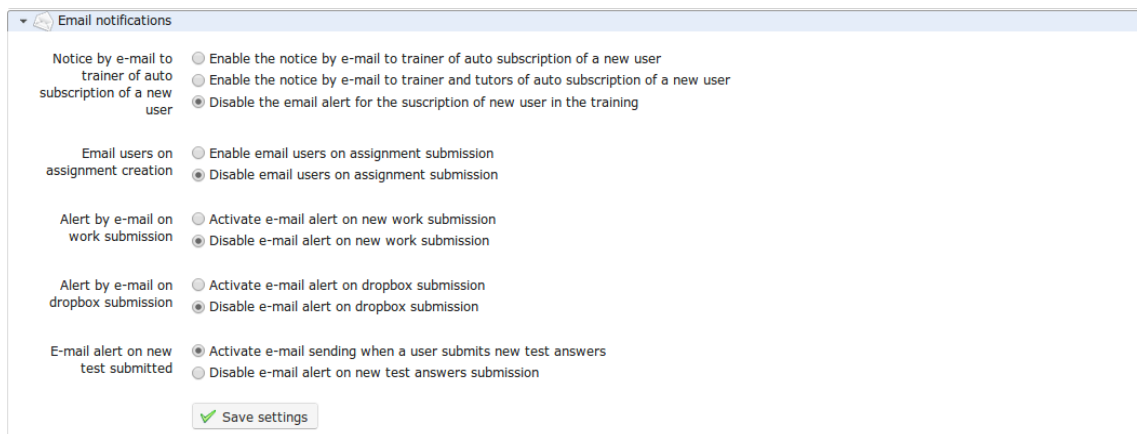 Email notifications
Notice by e-mail to
trainer of auto
subscription of a new
user
Enable the notice by e-mail to trainer of auto subscription of a new user
Enable the notice by e-mail to trainer and tutors of auto subscription of a new user
Disable the email alert for the suscription of new user in the training
Email users on
assignment creation
Enable email users on assignment submission
Disable email users on assignment submission
Alert by e-mail on
work submission
Activate e-mail alert on new work submission
Disable e-mail alert on new work submission
Alert by e-mail on
dropbox submission
Activate e-mail alert on dropbox submission
Disable e-mail alert on dropbox submission
E-mail alert on new
test submitted
Activate e-mail sending when a user submits new test answers
Disable e-mail alert on new test answers submission
Save settings